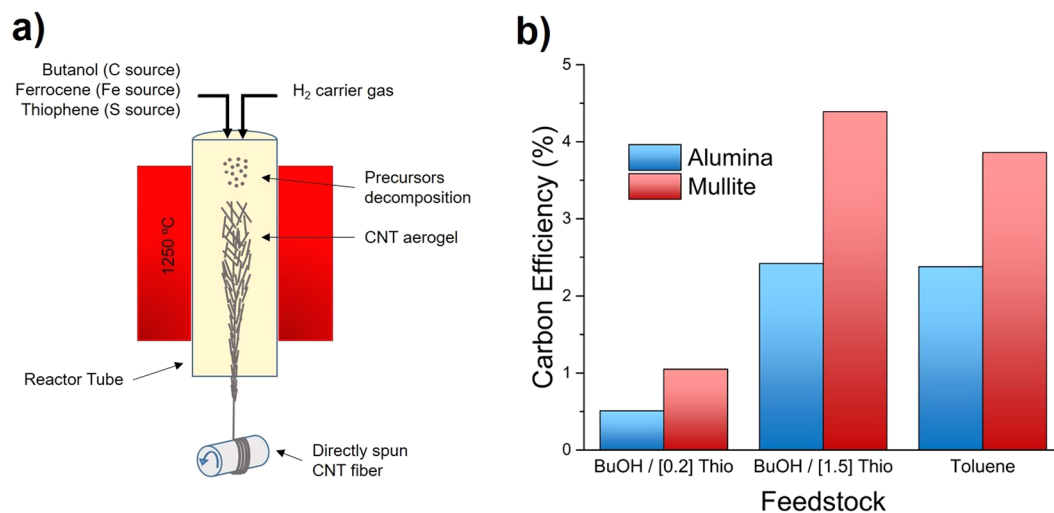 a)
Butanol (C source)
Ferrocene (Fe source)
Thiophene (S source)
H2 carrier gas
Precursors
decomposition
CNT aerogel
1250 ºC
Reactor Tube
Directly spun
CNT fiber
b)
Carbon Efficiency (%)
5
4
3
2
1
0
Alumina
Mullite
BuOH / [0.2] Thio
BuOH / [1.5] Thio
Toluene
Feedstock